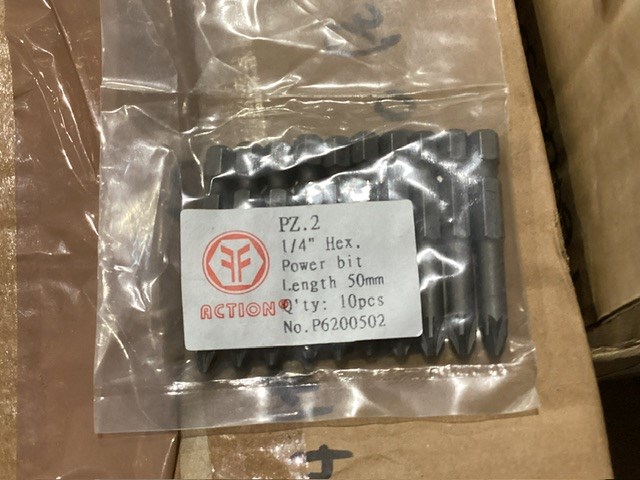 PZ.2
1/4" Hex.
Power bit
Length 50mm
ACTION®
Q'ty: 10pcs
No.P6200502